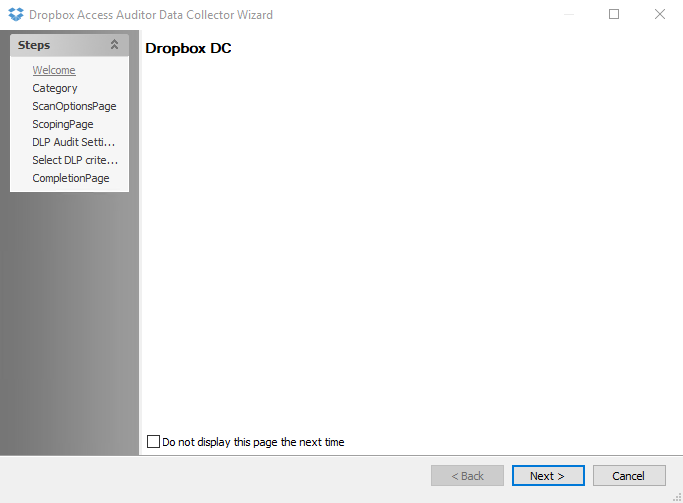 Dropbox Access Auditor Data Collector Wizard
Steps
Welcome
Category
ScanOptionsPage
ScopingPage
DLP Audit Setti...
Select DLP crite...
CompletionPage
Dropbox DC
Do not display this page the next time
< Back
Next >
Cancel